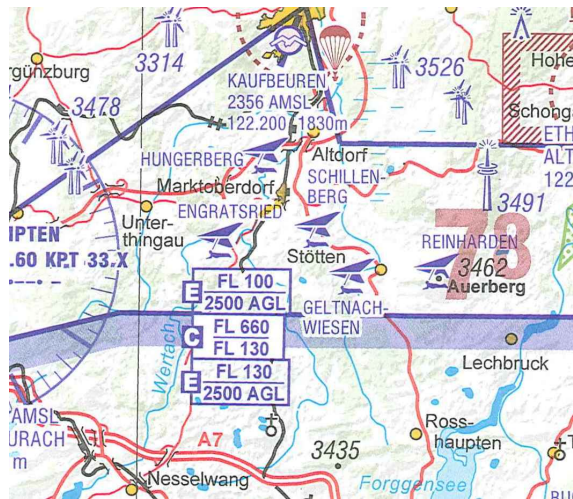 3314
3526
Hohe
rgünzburg
KAUFBEUREN
2356 AMSL
122.200 1830m
3478
Schong
ETH
ALT
122
HUNGERBERG
Altdorf
SCHILLEN-
BERG
Marktoberdorf
ENGRATSRIED
3491
Unter-
thingau
IPTEN
.60 KPT 33.X
Stötten
REINHARDEN
78
3462
Auerberg
GELTNACH-
WIESEN
E FL 100
2500 AGL
C FL 660
FL 130
E FL 130
2500 AGL
Wertach
Lechbruck
AMSL
URACH
m
A7
3435
Ross-
haupten
Nesselwang
Forggensee